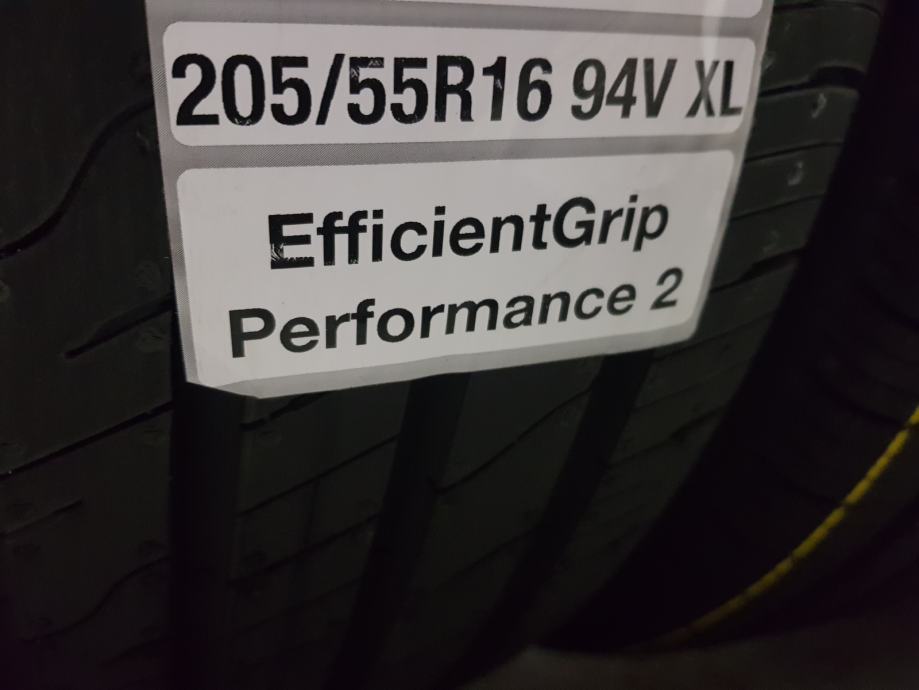 205/55R16 94V XL
EfficientGrip
Performance 2